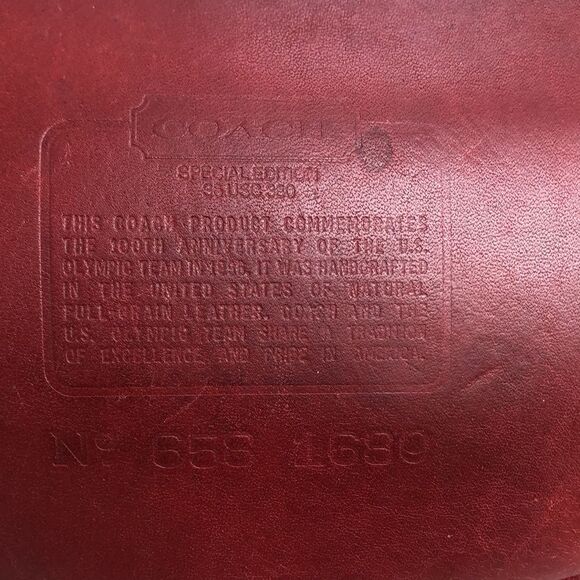 COACH
SPECIAL EDITION
THIS COACH PRODUCT COMMEMORATES
THE 100TH ANNIVERSARY OF THE U.S.
OLYMPIC TEAM IN 1996. IT WAS HANDCRAFTED
IN THE UNITED STATES OF NATURAL
FULL-GRAIN LEATHER. COACH AND THE
U.S. OLYMPIC TEAM SHARE A TRADITION
OF EXCELLENCE AND PRIDE IN AMERICA.
No 653 1689